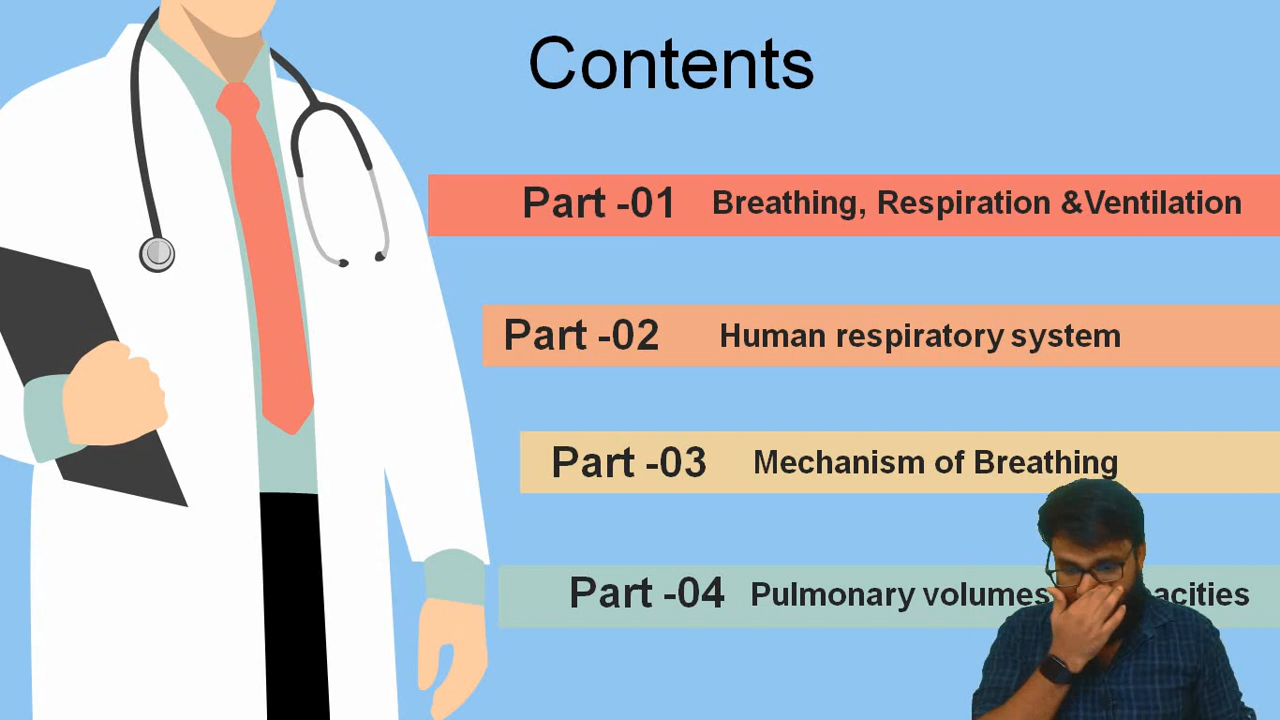 Contents
Part -01 Breathing, Respiration &Ventilation
Part -02 Human respiratory system
Part -03 Mechanism of Breathing
Part -04 Pulmonary volumes